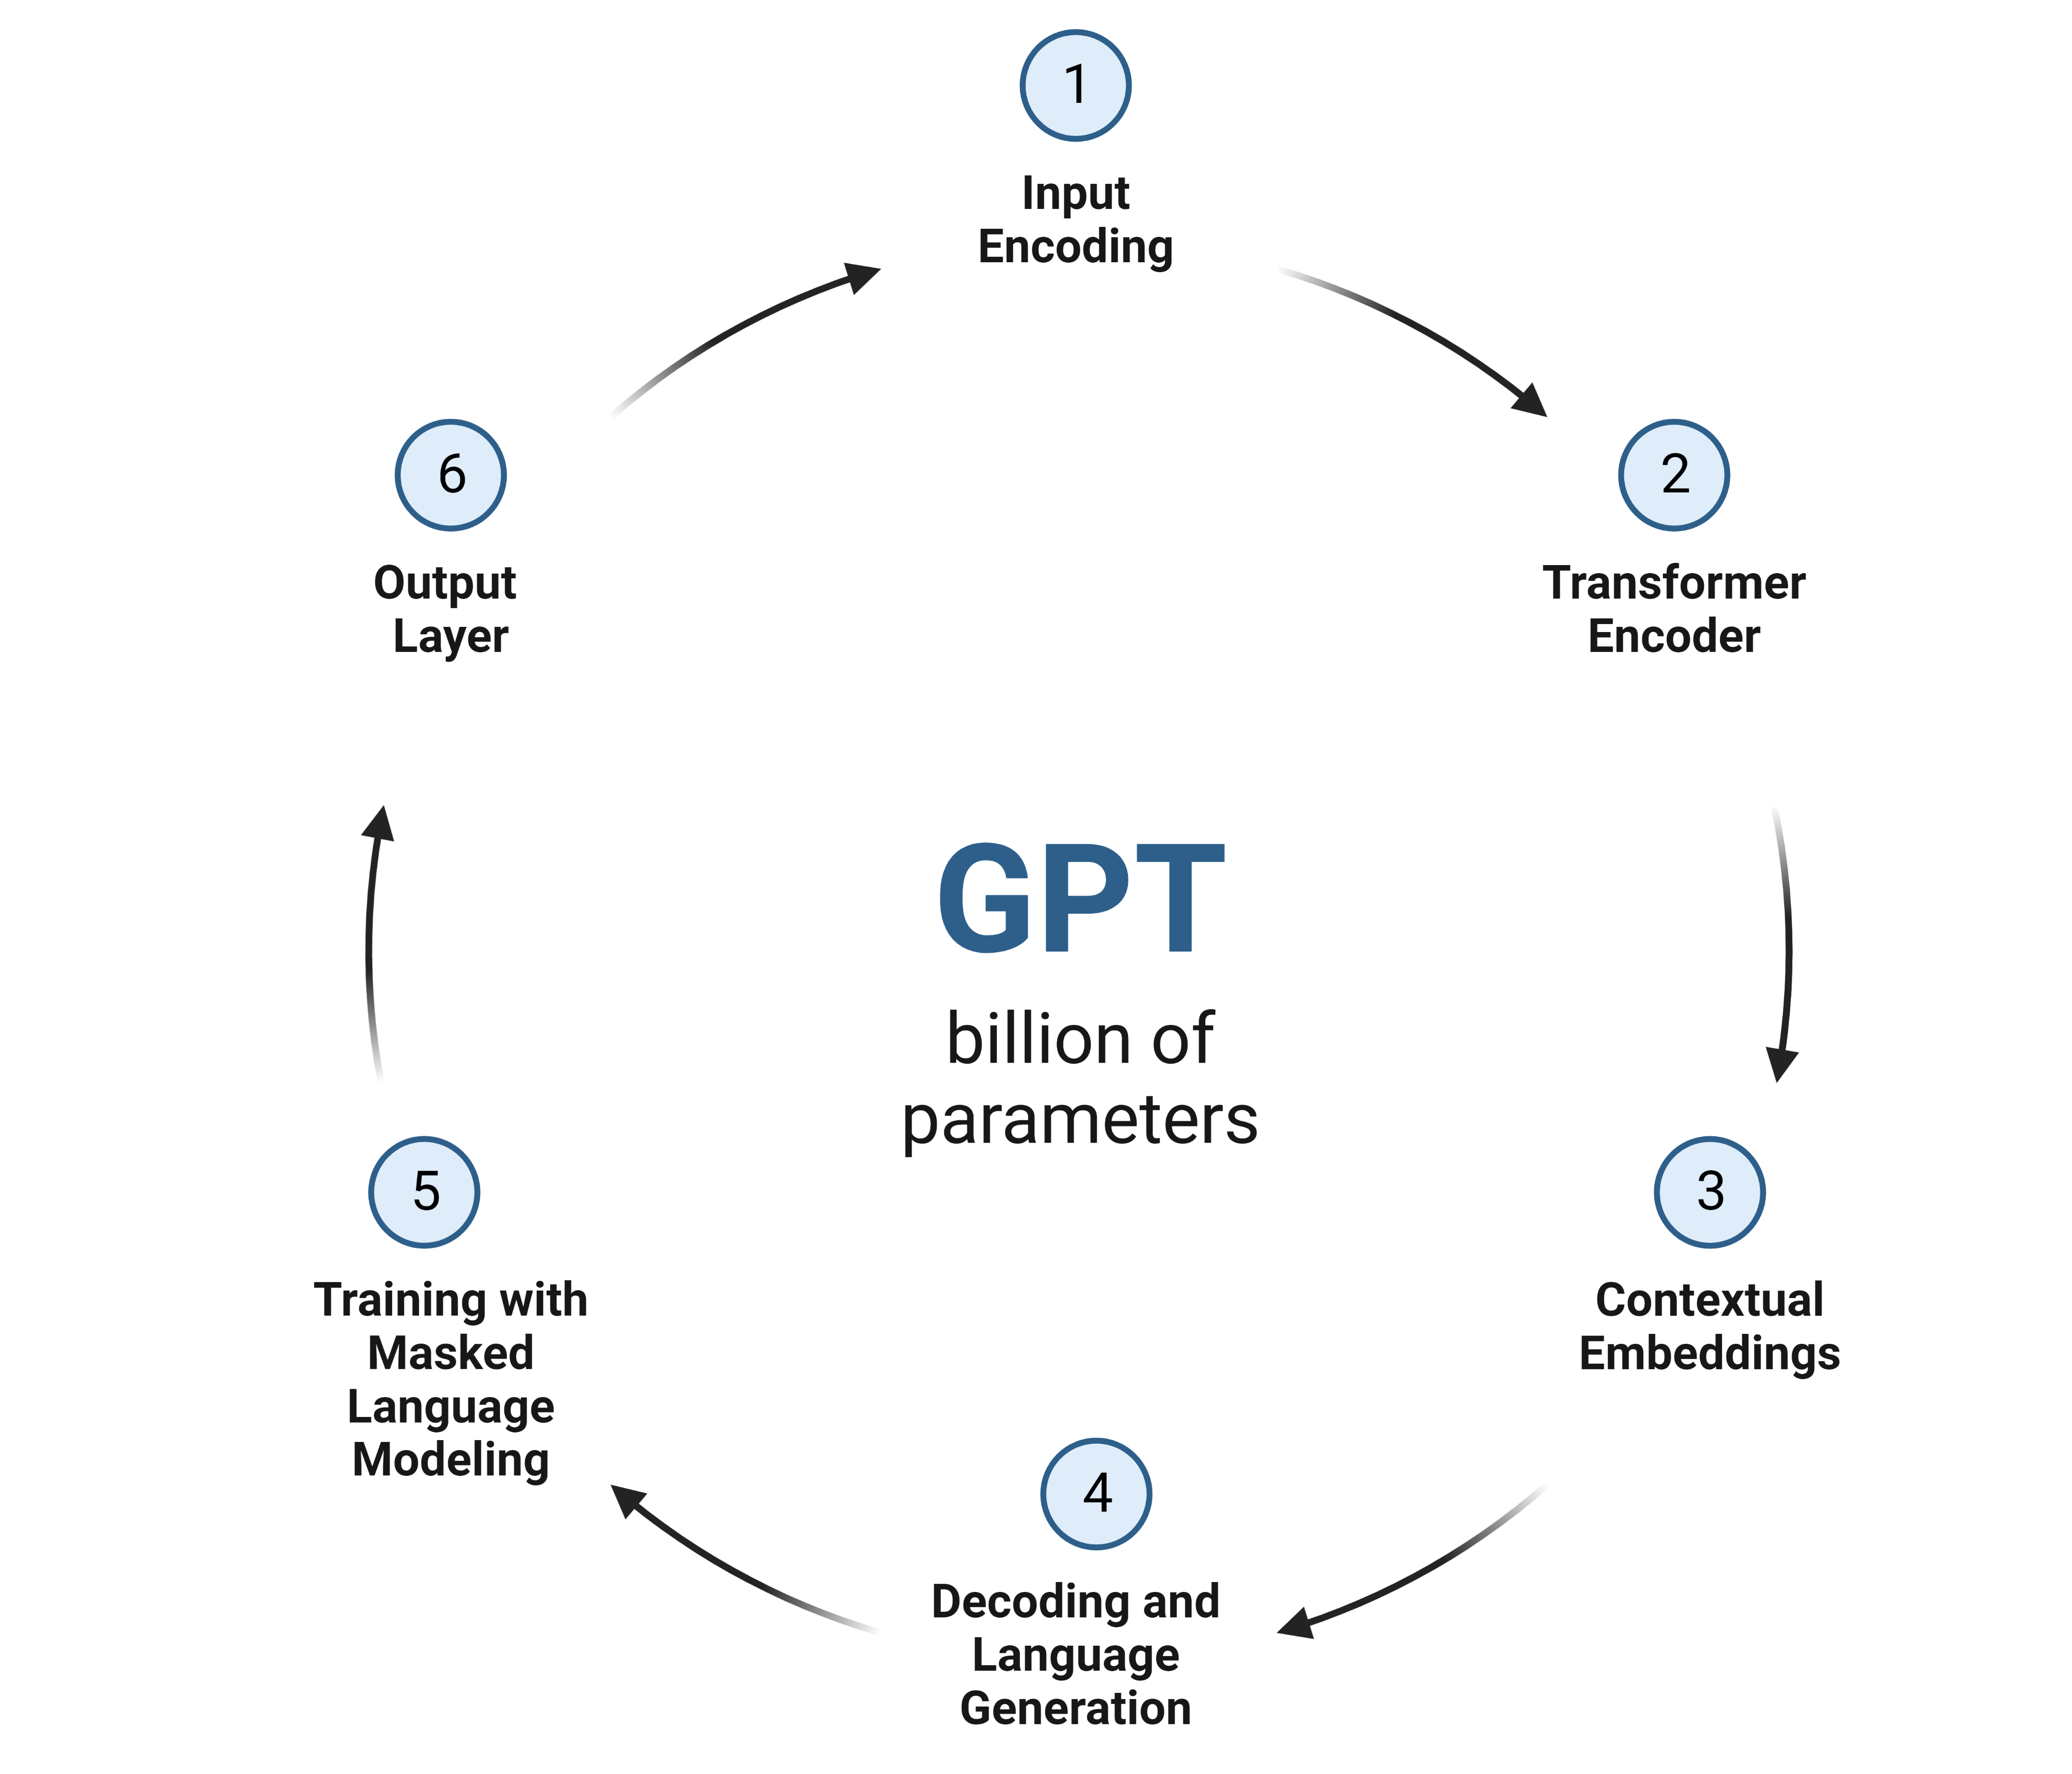 1
Input
Encoding
2
Transformer
Encoder
3
Contextual
Embeddings
4
Decoding and
Language
Generation
5
Training with
Masked
Language
Modeling
6
Output
Layer
GPT
billion of
parameters